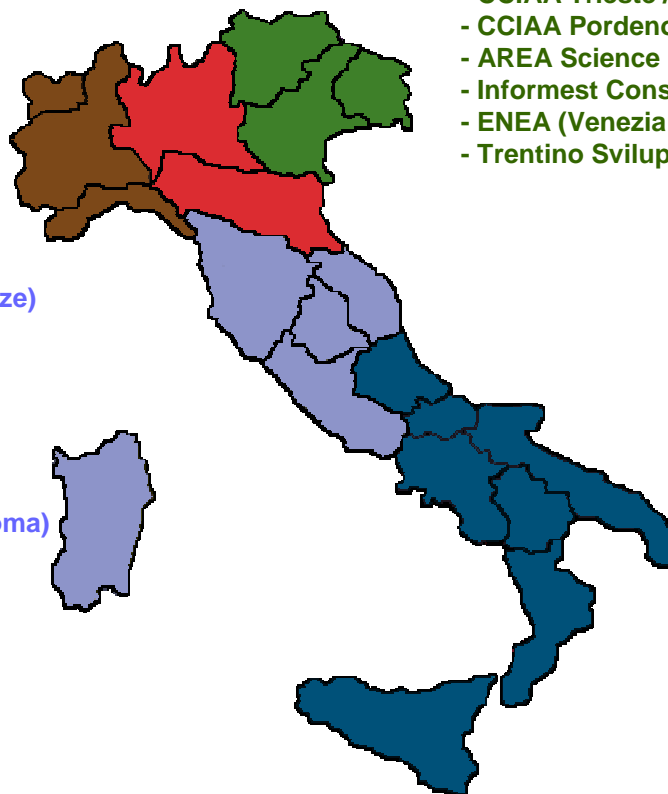 - CCIAA Pordeno
- AREA Science
- Informest Cons
- ENEA (Venezia
- Trentino Svilup
ze)
oma)